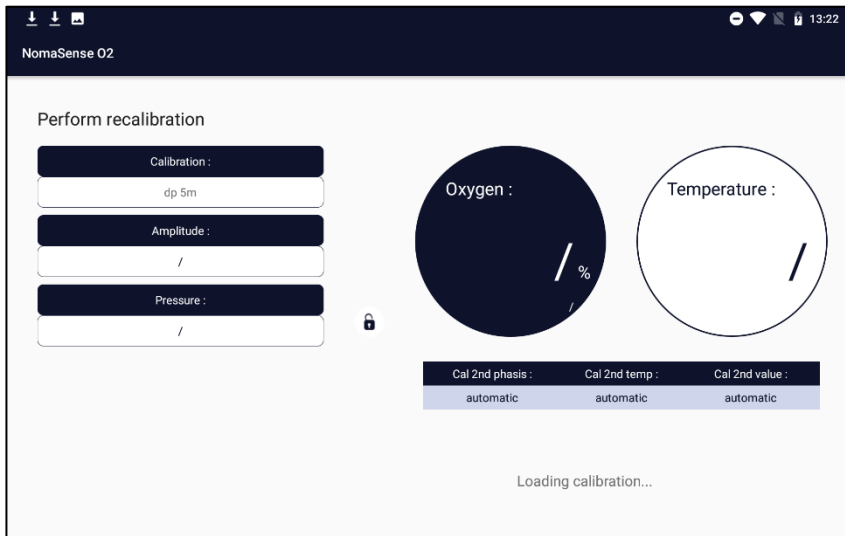 13:22
NomaSense O2
Perform recalibration
Calibration :
dp 5m
Amplitude :
/
Pressure :
/
Oxygen :
/ %
/
Temperature :
/
Cal 2nd phasis : Cal 2nd temp : Cal 2nd value :
automatic automatic automatic
Loading calibration...